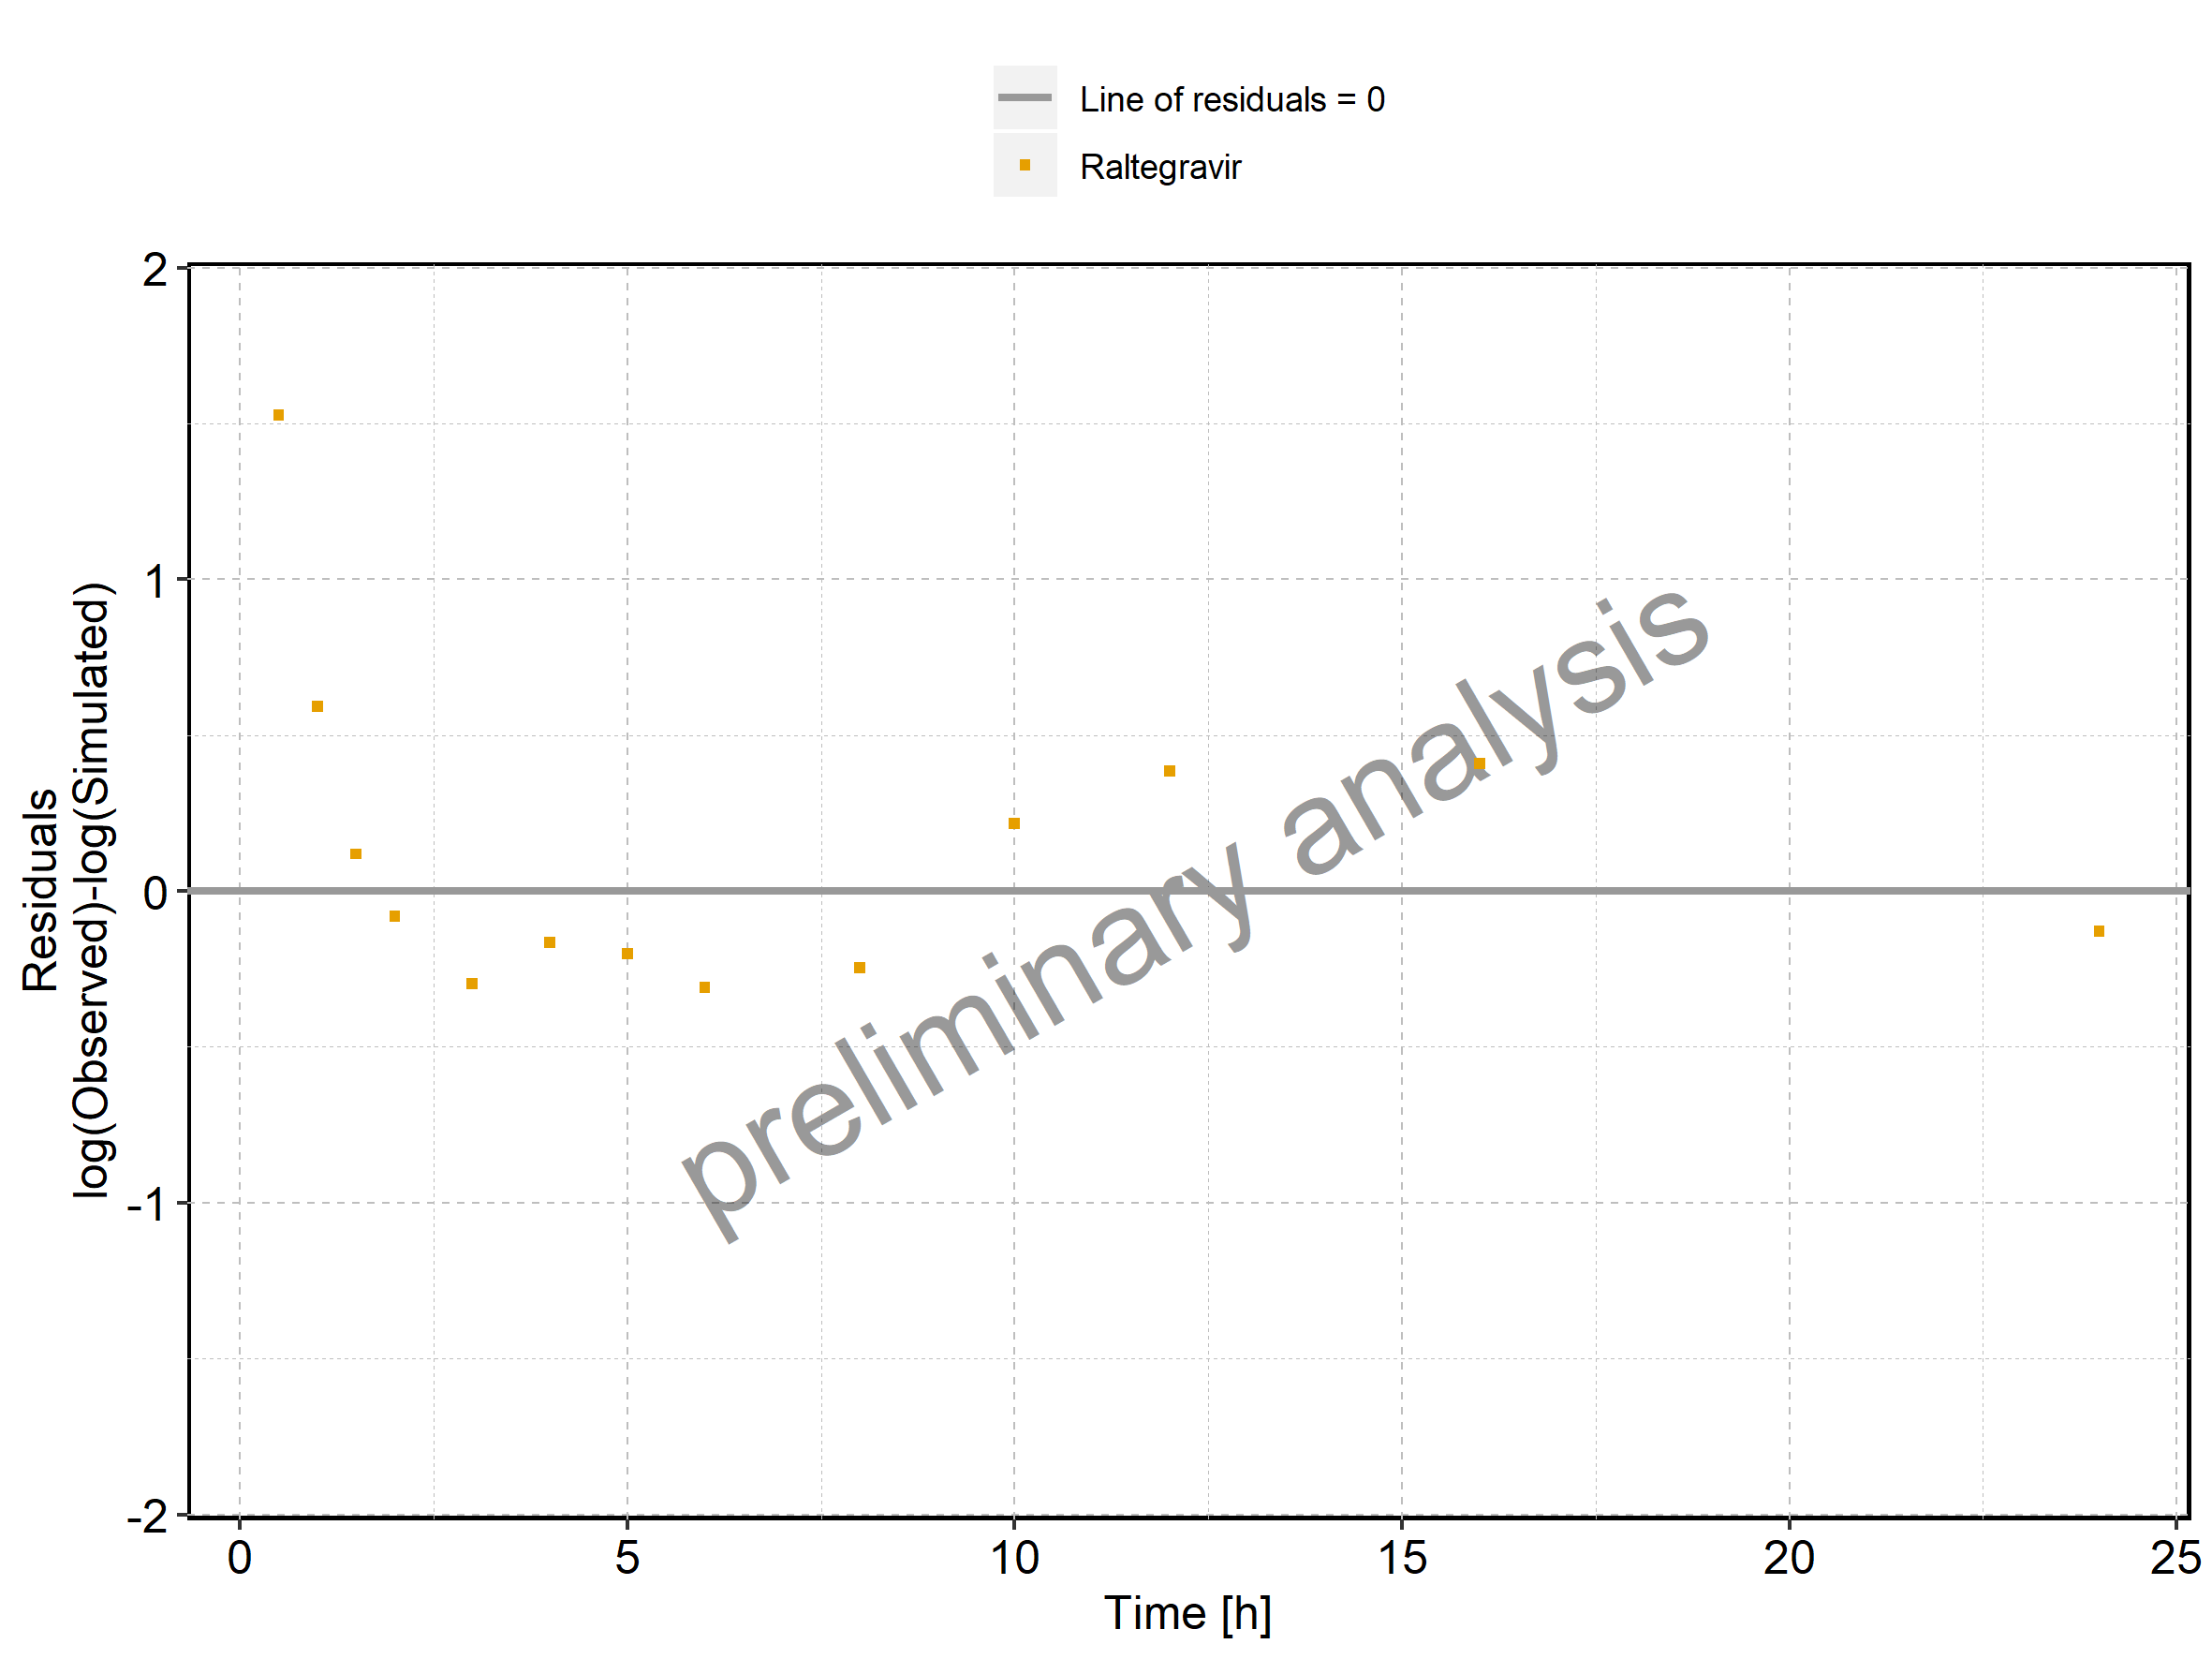 Line of residuals = 0
Raltegravir
Residuals
log(Observed)-log(Simulated)
2
1
0
-1
-2
preliminary analysis
0 5 10 15 20 25
Time [h]